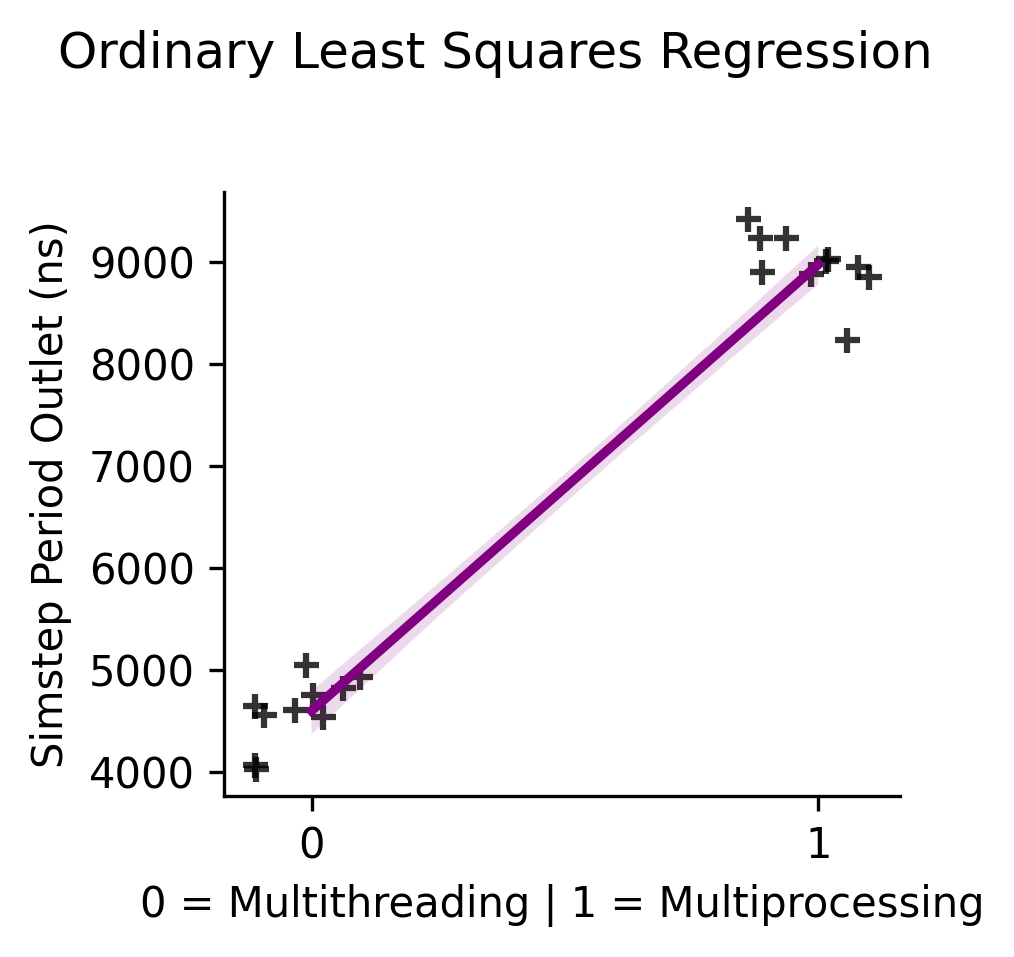 Ordinary Least Squares Regression
Simstep Period Outlet (ns)
9000
8000
7000
6000
5000
4000
0
1
0 = Multithreading | 1 = Multiprocessing